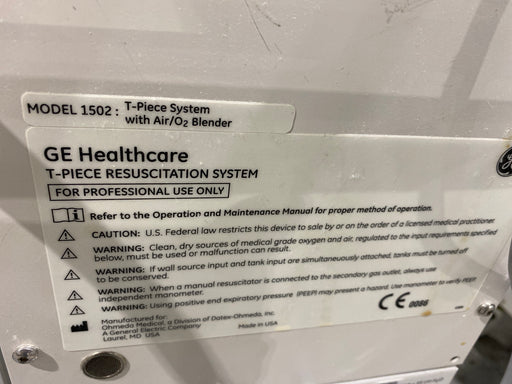 MODEL 1502 : T-Piece System
with Air/O2 Blender
GE Healthcare
T-PIECE RESUSCITATION SYSTEM
FOR PROFESSIONAL USE ONLY
Refer to the Operation and Maintenance Manual for proper method of operation.
CAUTION: U.S. Federal law restricts this device to sale by or on the order of a licensed medical practitioner.
WARNING: Clean, dry sources of medical grade oxygen and air, regulated to the input requirements specified
below, must be used or malfunction can result.
WARNING: If wall source input and tank input are simultaneously attached, tanks must be turned off
to be conserved.
WARNING: When a manual resuscitator is connected to the secondary gas outlet, always use
independent manometer.
WARNING: Using positive end expiratory pressure (PEEP) may present a hazard. Use manometer to verify PEEP.
CE 0086
Manufactured for:
Ohmeda Medical, a Division of Datex-Ohmeda, Inc.
A General Electric Company
Laurel, MD USA
Made in USA